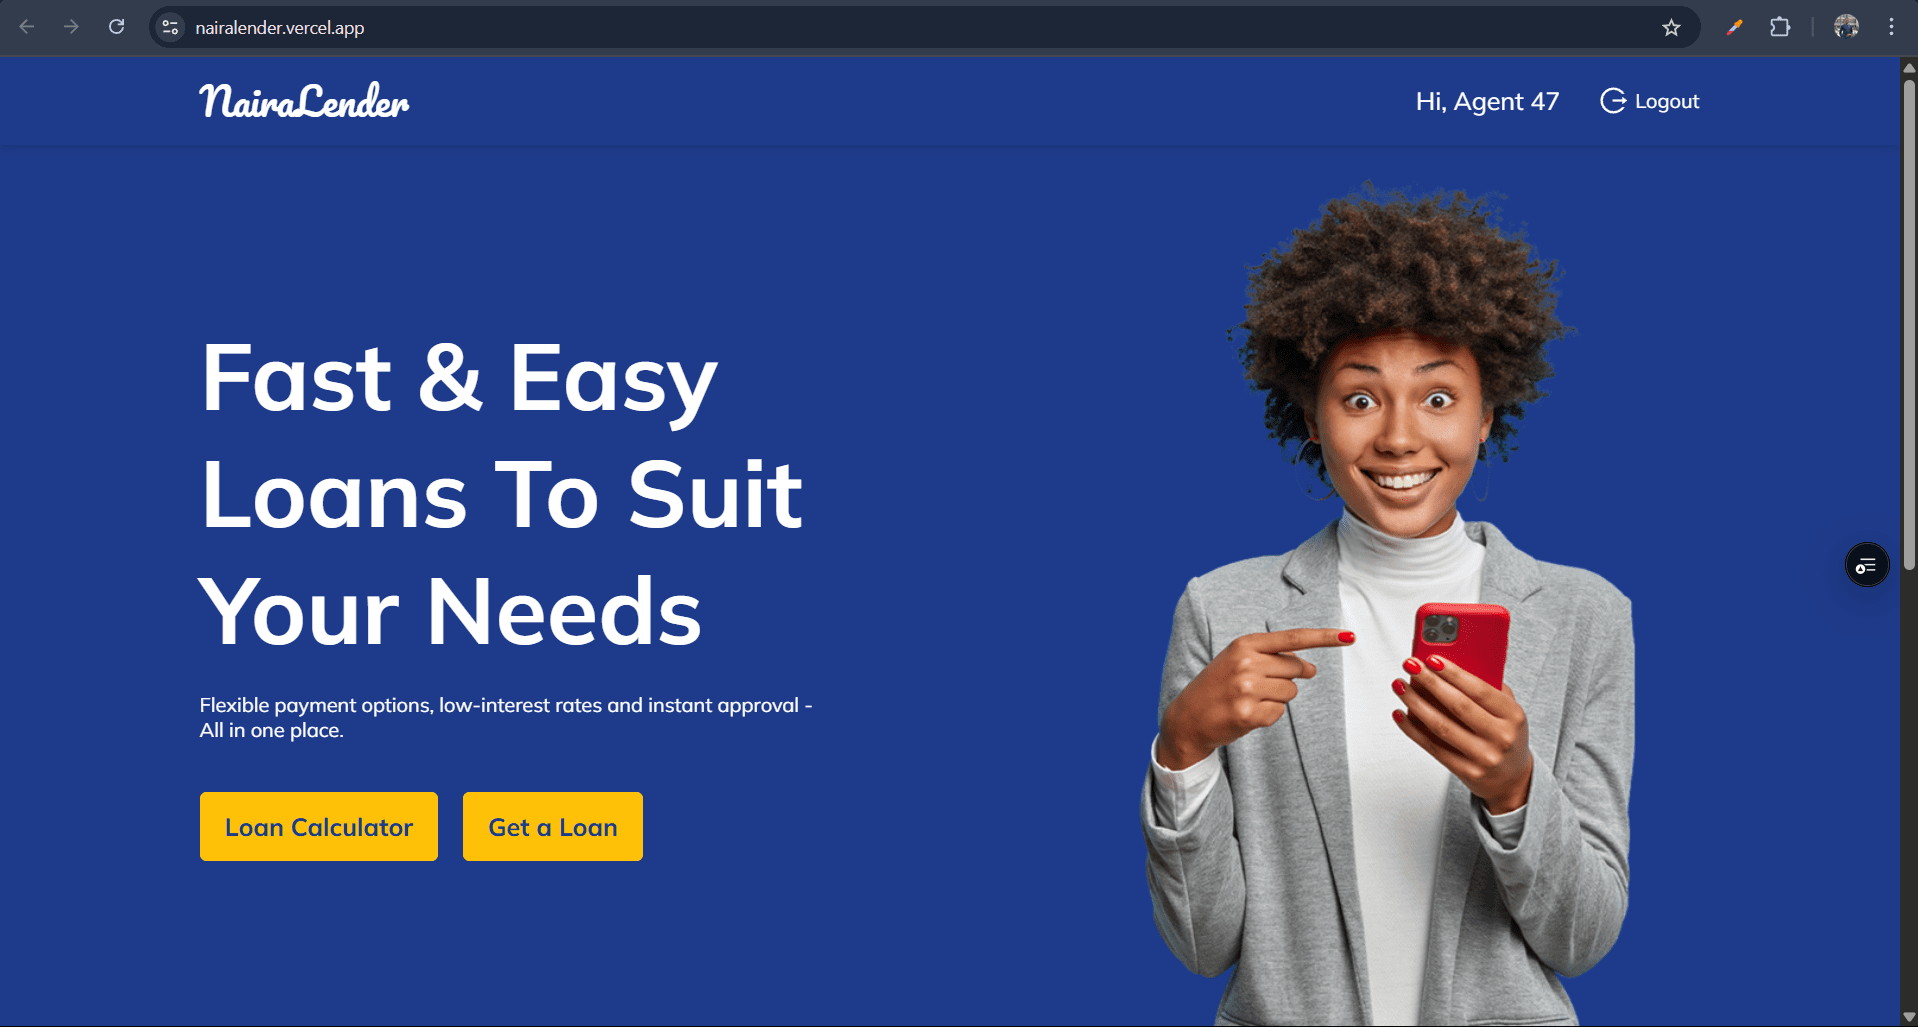 nairalender.vercel.app
NairaLender
Hi, Agent 47
Logout
Fast & Easy
Loans To Suit
Your Needs
Flexible payment options, low-interest rates and instant approval -
All in one place.
Loan Calculator
Get a Loan